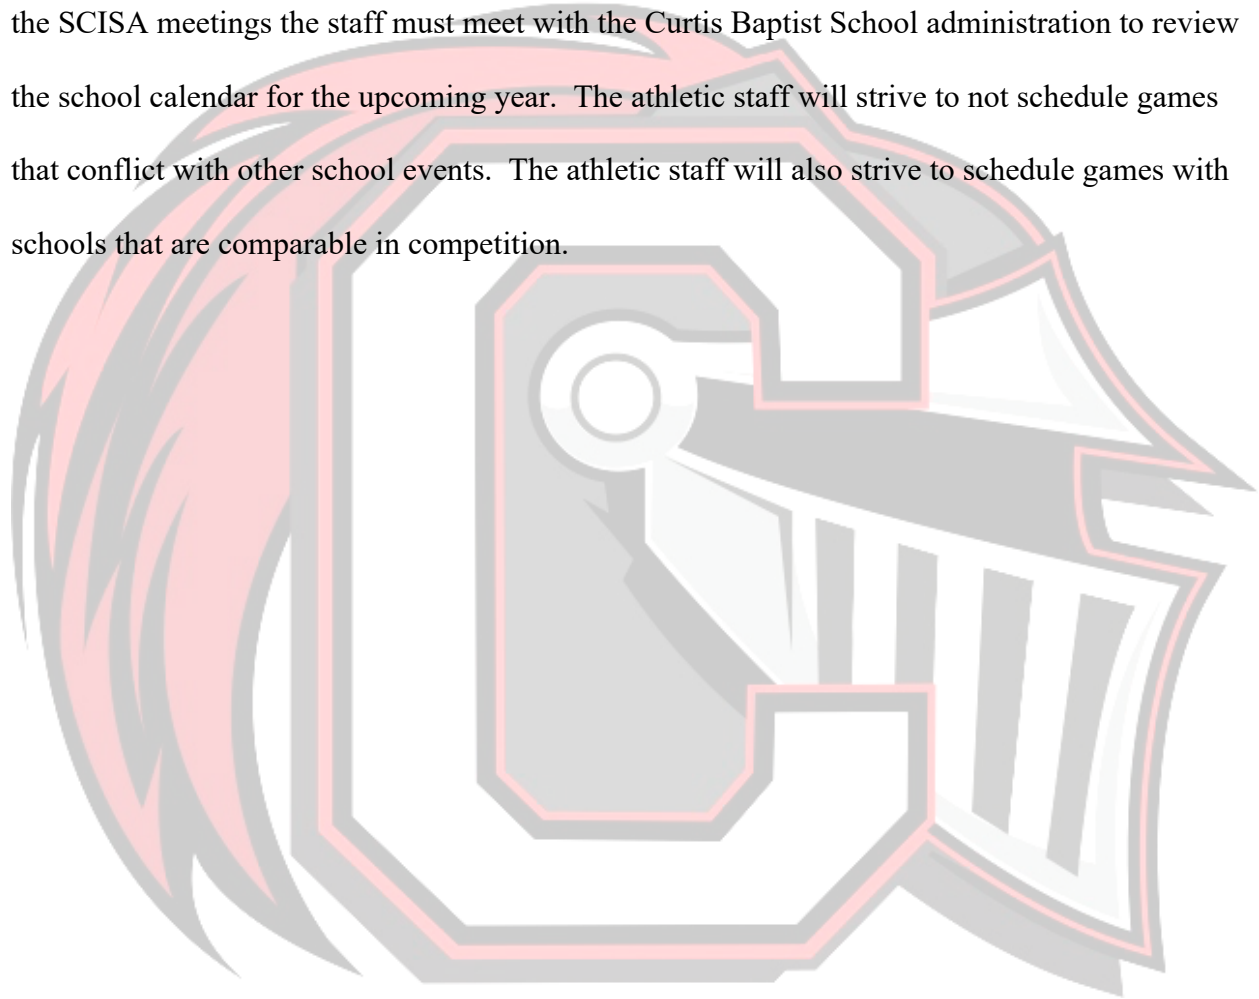 the SCISA meetings the staff must meet with the Curtis Baptist School administration to review
the school calendar for the upcoming year.  The athletic staff will strive to not schedule games
that conflict with other school events.  The athletic staff will also strive to schedule games with
schools that are comparable in competition.
C